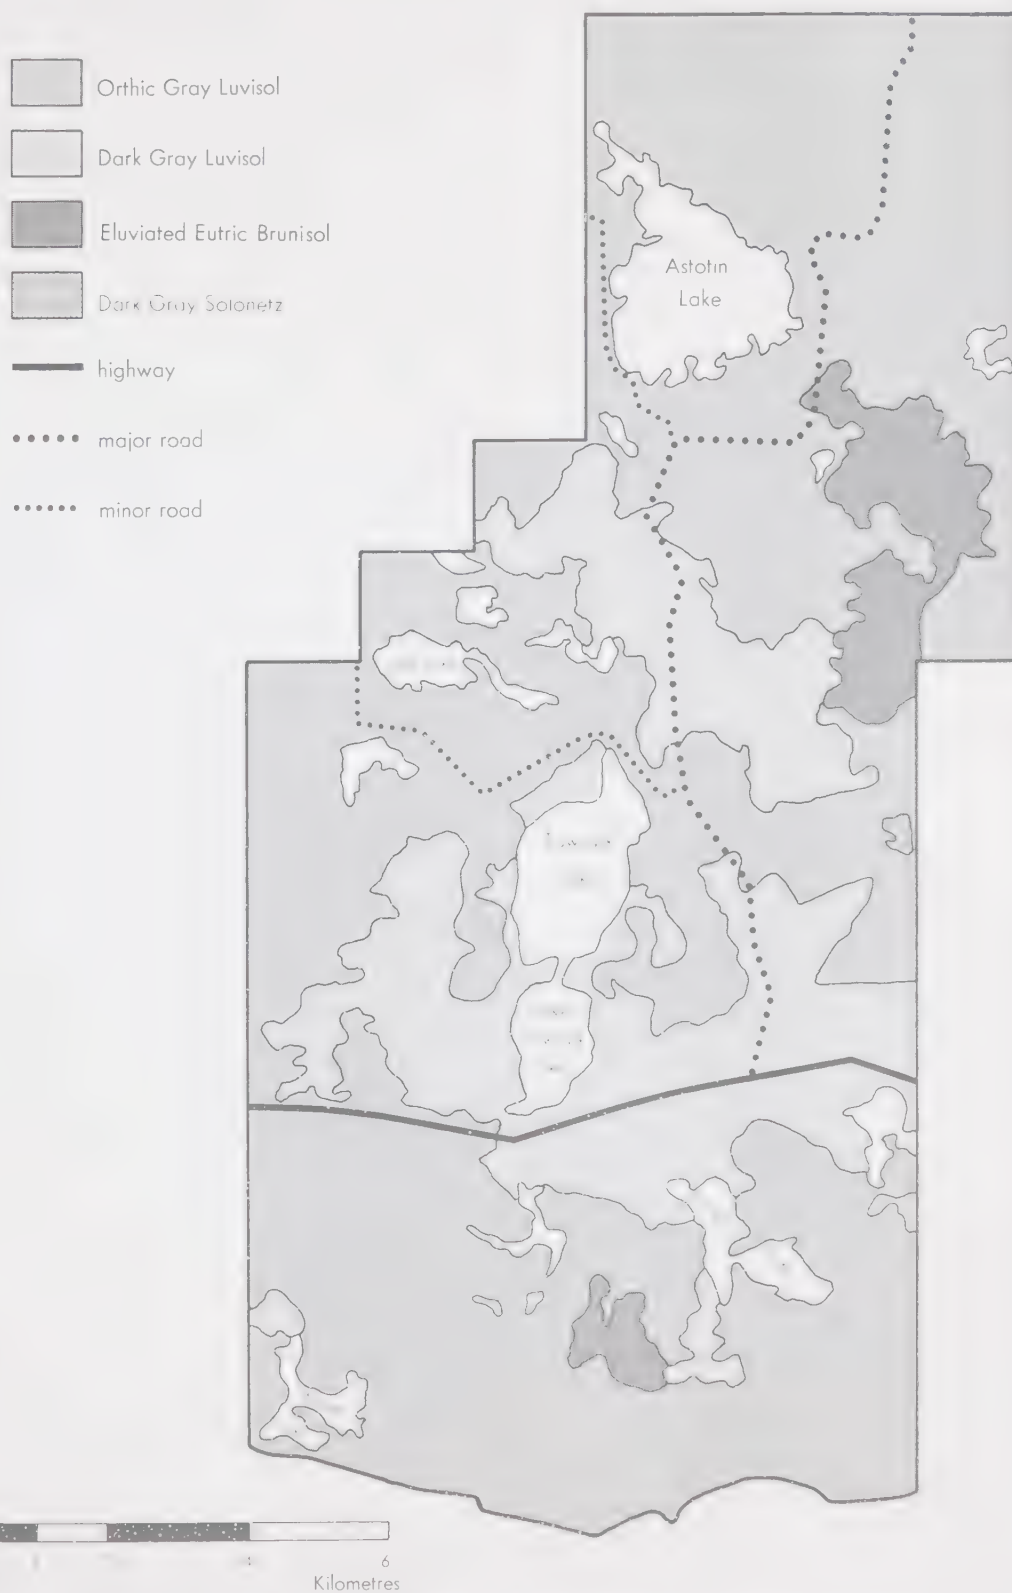 Orthic Gray Luvisol
Dark Gray Luvisol
Eluviated Eutric Brunisol
Dark Gray Solonetz
highway
major road
minor road
Astotin
Lake
6
Kilometres